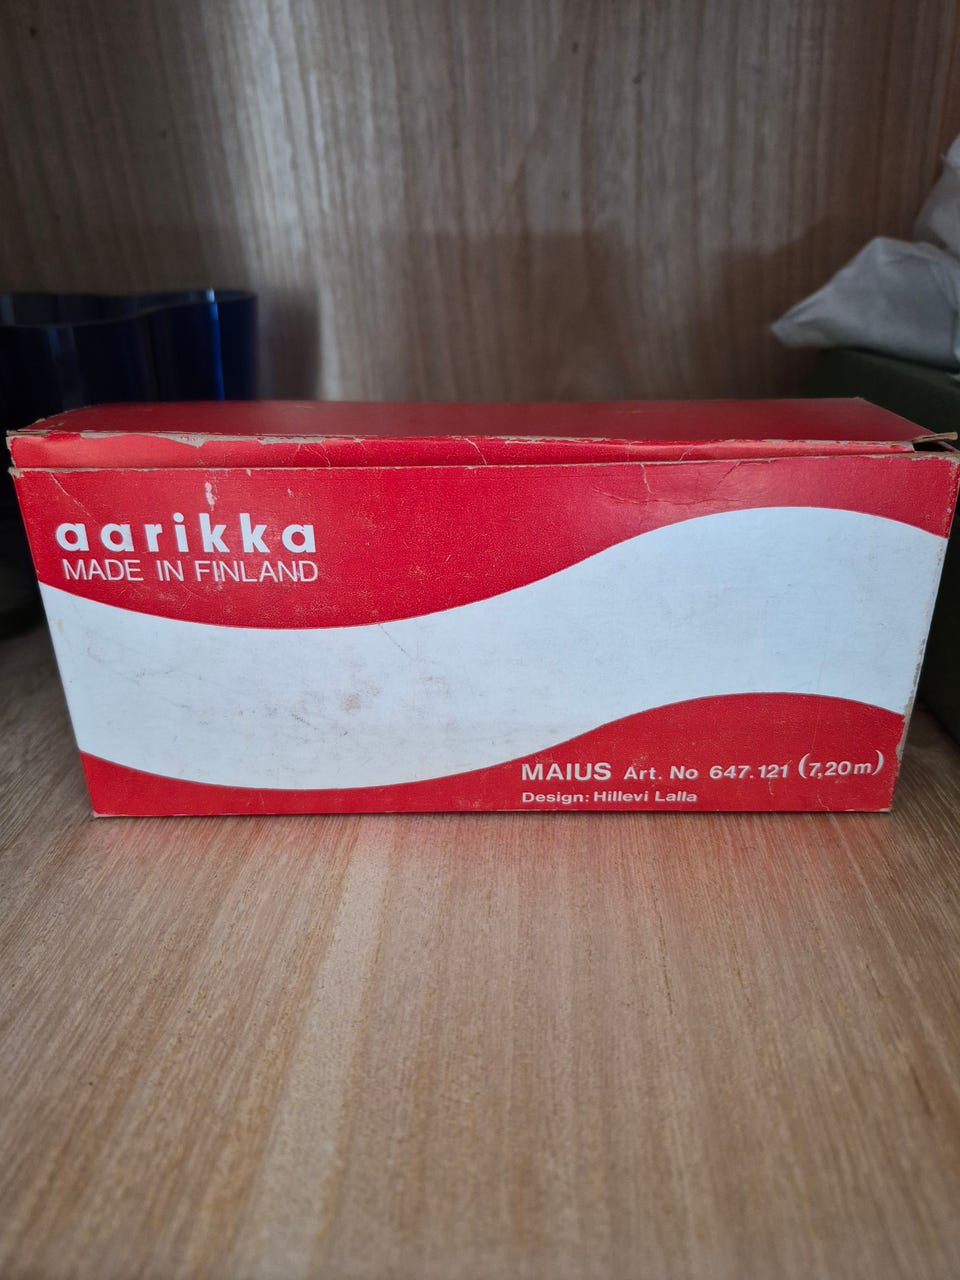 aarikka
MADE IN FINLAND
MAIUS Art. No 647.121 (7,20m)
Design: Hillevi Lalla